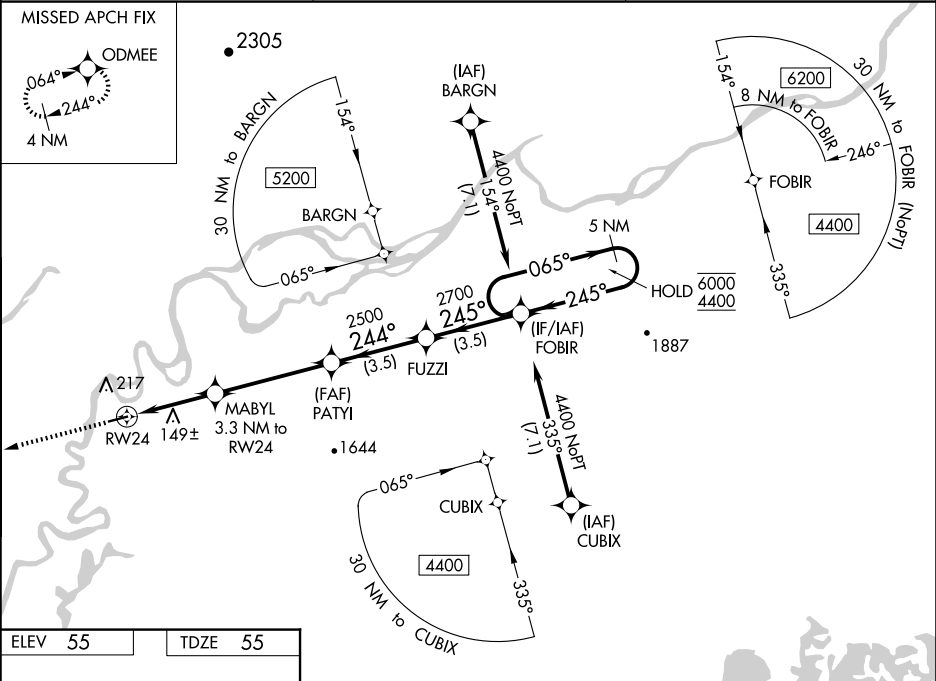 MISSED APCH FIX
ODMEE
064°
244°
4 NM
2305
(IAF)
BARGN
30 NM to BARGN
154°
5200
BARGN
065°
4400 NoPT
154°
(7.1)
154°
6200
30 NM to FOBIR (NoPT)
8 NM to FOBIR
246°
FOBIR
4400
335°
5 NM
065°
245°
HOLD
6000
4400
2700
245°
(3.5)
2500
244°
(3.5)
(IF/IAF)
FOBIR
1887
FUZZI
(FAF)
PATYI
217
MABYL
3.3 NM to
RW24
RW24
149±
1644
4400 NoPT
335°
(7.1)
065°
CUBIX
(IAF)
CUBIX
4400
335°
30 NM to CUBIX
ELEV 55
TDZE 55